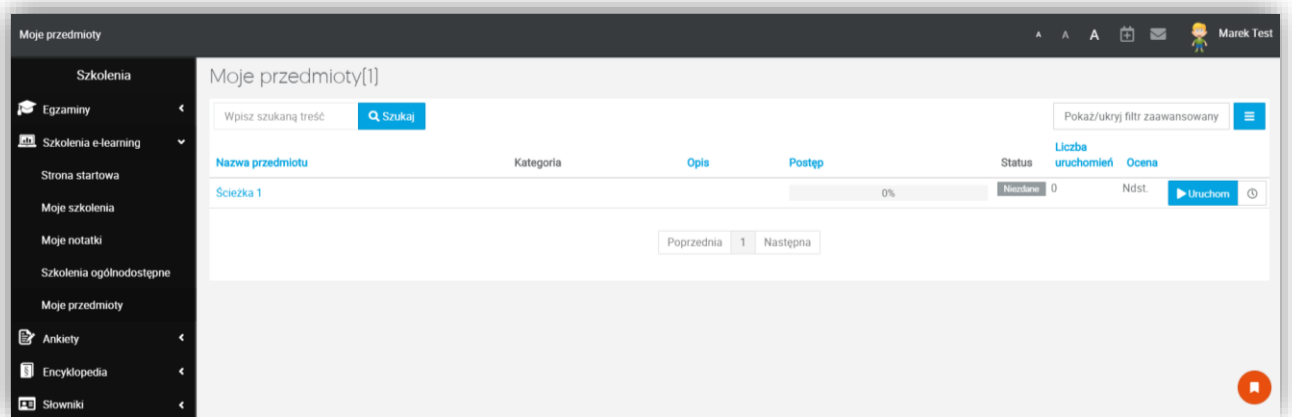 Moje przedmioty
A A A
Marek Test
Szkolenia
Egzaminy
Szkolenia e-learning
Strona startowa
Moje szkolenia
Moje notatki
Szkolenia ogólnodostępne
Moje przedmioty
Ankiety
Encyklopedia
Słowniki
Moje przedmioty(1)
Wpisz szukaną treść
Szukaj
Pokaż/ukryj filtr zaawansowany
Nazwa przedmiotu Kategoria Opis Postęp Status Liczba uruchomień Ocena
Ścieżka 1 0% Niezdane 0 Ndst. Uruchom
Poprzednia 1 Następna